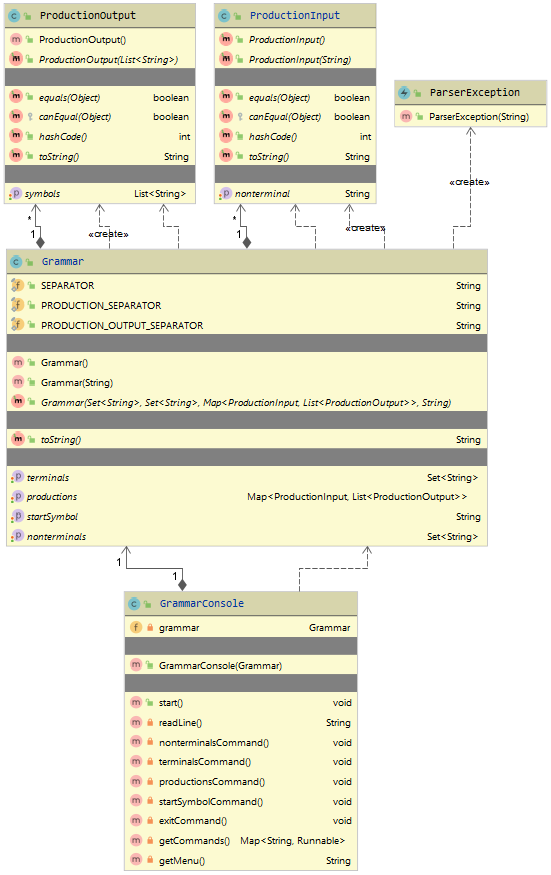 ProductionOutput
ProductionOutput()
ProductionOutput(List<String>)
equals(Object) boolean
canEqual(Object) boolean
hashCode() int
toString() String
symbols List<String>
ProductionInput
ProductionInput()
ProductionInput(String)
equals(Object) boolean
canEqual(Object) boolean
hashCode() int
toString() String
nonterminal String
ParserException
ParserException(String)
«create»
* 1 «create» * 1 «create»
Grammar
SEPARATOR String
PRODUCTION_SEPARATOR String
PRODUCTION_OUTPUT_SEPARATOR String
Grammar()
Grammar(String)
Grammar(Set<String>, Set<String>, Map<ProductionInput, List<ProductionOutput>>, String)
toString() String
terminals Set<String>
productions Map<ProductionInput, List<ProductionOutput>>
startSymbol String
nonterminals Set<String>
1
1
GrammarConsole
grammar Grammar
GrammarConsole(Grammar)
start() void
readLine() String
nonterminalsCommand() void
terminalsCommand() void
productionsCommand() void
startSymbolCommand() void
exitCommand() void
getCommands() Map<String, Runnable>
getMenu() String